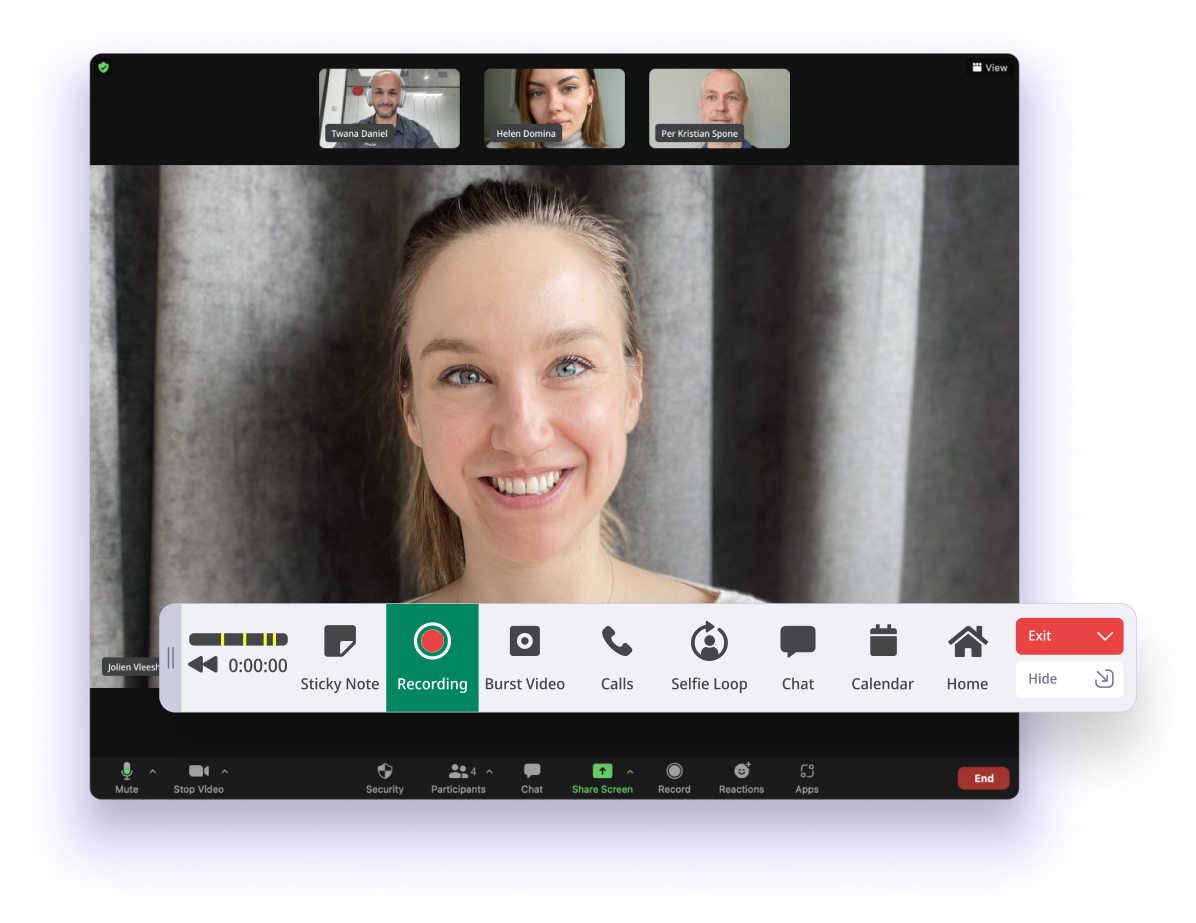 View
Twana Daniel
Helen Domina
Per Kristian Spone
Jolien Vleesh
0:00:00
Sticky Note
Recording
Burst Video
Calls
Selfie Loop
Chat
Calendar
Home
Exit
Hide
Mute
Stop Video
Security
4
Participants
Chat
Share Screen
Record
Reactions
Apps
End